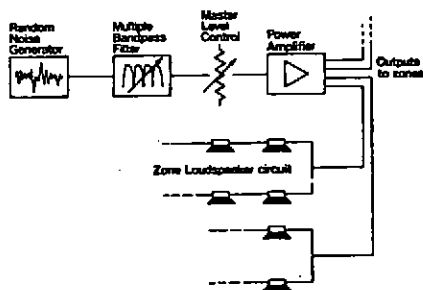 Random
Noise
Generator
Multiple
Bandpass
Filter
Master
Level
Control
Power
Amplifier
Outputs
to zones
Zone Loudspeaker circuit